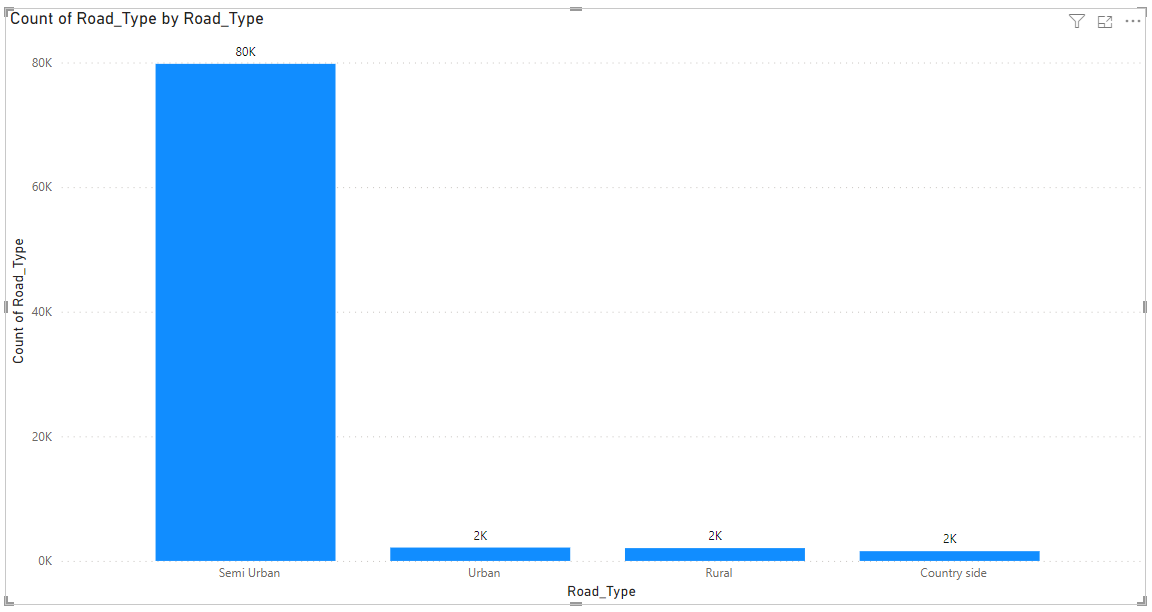 Count of Road_Type by Road_Type
80K
80K
60K
40K
20K
0K
Count of Road_Type
2K
2K
2K
Semi Urban
Urban
Rural
Country side
Road_Type